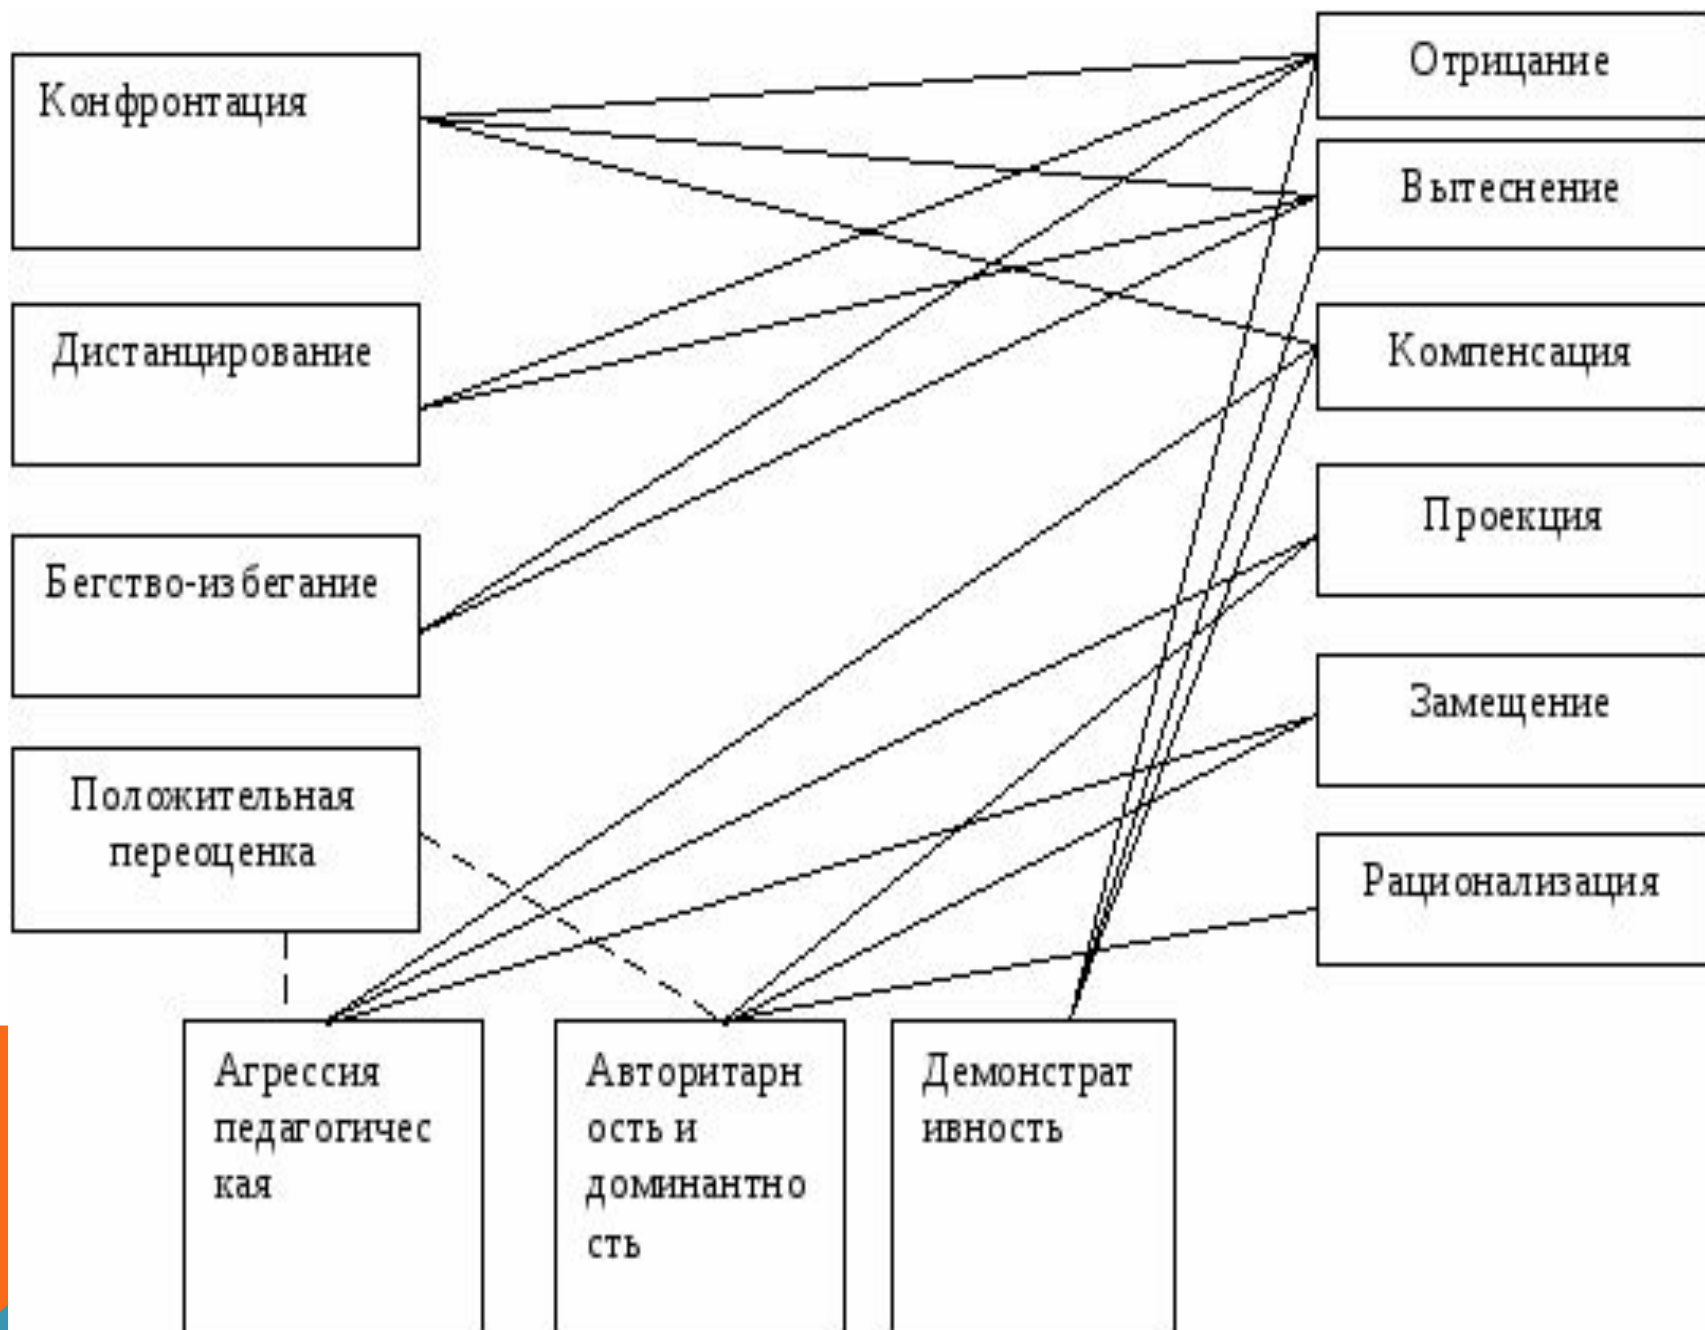 Конфронтация
Дистанцирование
Бегство-избегание
Положительная
переоценка
Отрицание
Вытеснение
Компенсация
Проекция
Замещение
Рационализация
Агрессия
педагогичес
кая
Авторитарн
ость и
доминантно
сть
Демонстрат
ивность